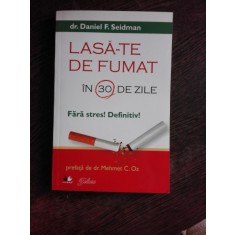 dr. Daniel F. Seidman
LASĂ-TE
DE FUMAT
ÎN 30 DE ZILE
Fără stres! Definitiv!
prefață de dr. Mehmet C. Oz